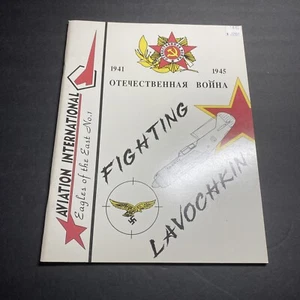 1941 1945
ОТЕЧЕСТВЕННАЯ ВОЙНА
AVIATION INTERNATIONAL
Eagles of the East No.1
FIGHTING
LAVOCHKIN